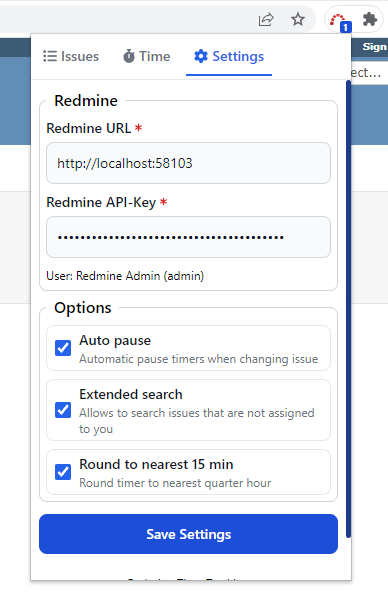 Sign
1
ect...
Issues
Time
Settings
Redmine
Redmine URL *
http://localhost:58103
Redmine API-Key *
••••••••••••••••••••••••••••••••••••••••
User: Redmine Admin (admin)
Options
Auto pause
Automatic pause timers when changing issue
Extended search
Allows to search issues that are not assigned
to you
Round to nearest 15 min
Round timer to nearest quarter hour
Save Settings